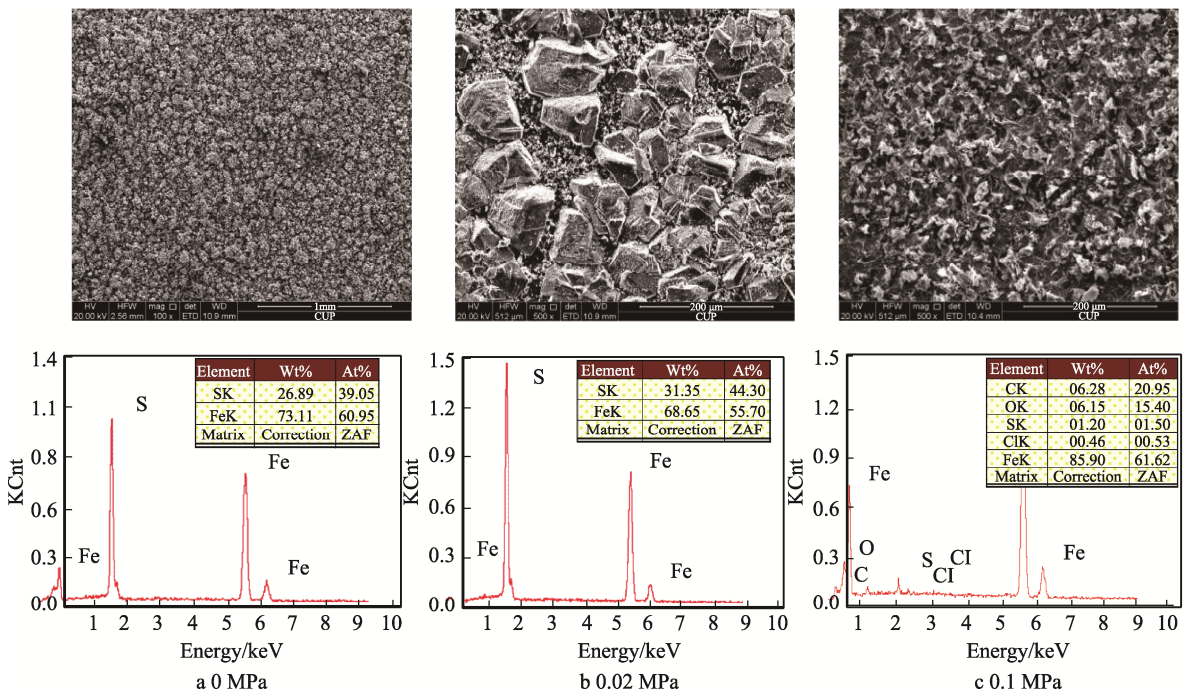 HV HFW mag □ det WD 1mm
20.00 kV 2.56 mm 100 x ETD 10.9 mm CUP
HV HFW mag □ det WD 200 μm
20.00 kV 512 μm 500 x ETD 10.9 mm CUP
HV HFW mag □ det WD 200 μm
20.00 kV 512 μm 500 x ETD 10.4 mm CUP
KCnt
1.4
1.1
0.8
0.6
0.3
0.0
S
Fe
Fe
Fe
Element Wt% At%
SK 26.89 39.05
FeK 73.11 60.95
Matrix Correction ZAF
1 2 3 4 5 6 7 8 9 10
Energy/keV
a 0 MPa
KCnt
1.5
1.2
0.9
0.6
0.3
0.0
S
Fe
Fe
Fe
Element Wt% At%
SK 31.35 44.30
FeK 68.65 55.70
Matrix Correction ZAF
1 2 3 4 5 6 7 8 9 10
Energy/keV
b 0.02 MPa
KCnt
1.5
1.2
0.9
0.6
0.3
0.0
Fe
O
C
S
CI
CI
Fe
Element Wt% At%
CK 06.28 20.95
OK 06.15 15.40
SK 01.20 01.50
ClK 00.46 00.53
FeK 85.90 61.62
Matrix Correction ZAF
1 2 3 4 5 6 7 8 9 10
Energy/keV
c 0.1 MPa